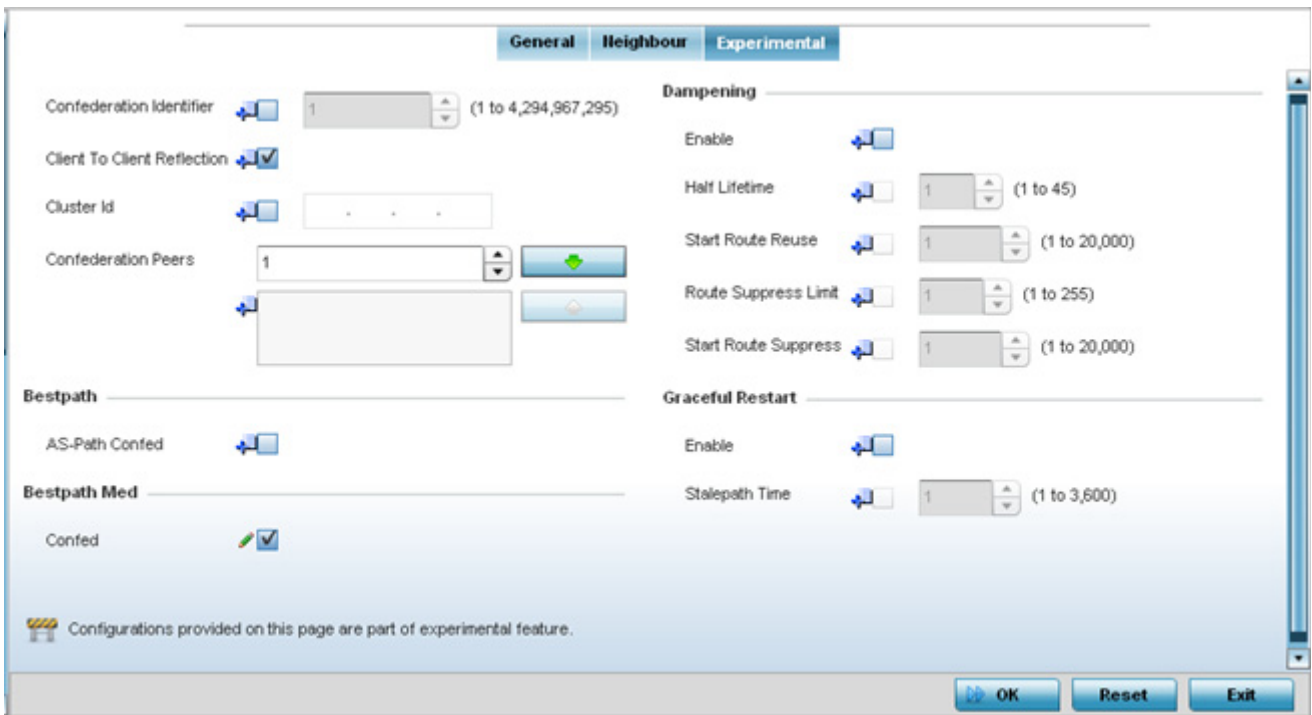 General Neighbour Experimental
Confederation Identifier 1 (1 to 4,294,967,295)
Client To Client Reflection
Cluster Id . . .
Confederation Peers 1
Bestpath
AS-Path Confed
Bestpath Med
Confed
Dampening
Enable
Half Lifetime 1 (1 to 45)
Start Route Reuse 1 (1 to 20,000)
Route Suppress Limit 1 (1 to 255)
Start Route Suppress 1 (1 to 20,000)
Graceful Restart
Enable
Stalepath Time 1 (1 to 3,600)
Configurations provided on this page are part of experimental feature.
OK Reset Exit